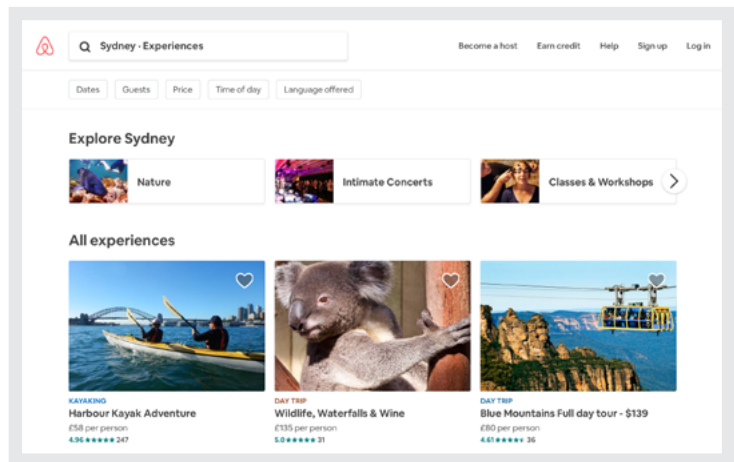 Sydney · Experiences
Become a host Earn credit Help Sign up Log in
Dates Guests Price Time of day Language offered
Explore Sydney
Nature Intimate Concerts Classes & Workshops
All experiences
KAYAKING
Harbour Kayak Adventure
£58 per person
4.96 ★★★★★ 247
DAY TRIP
Wildlife, Waterfalls & Wine
£135 per person
5.0 ★★★★★ 31
DAY TRIP
Blue Mountains Full day tour - $139
£80 per person
4.61 ★★★★★ 36